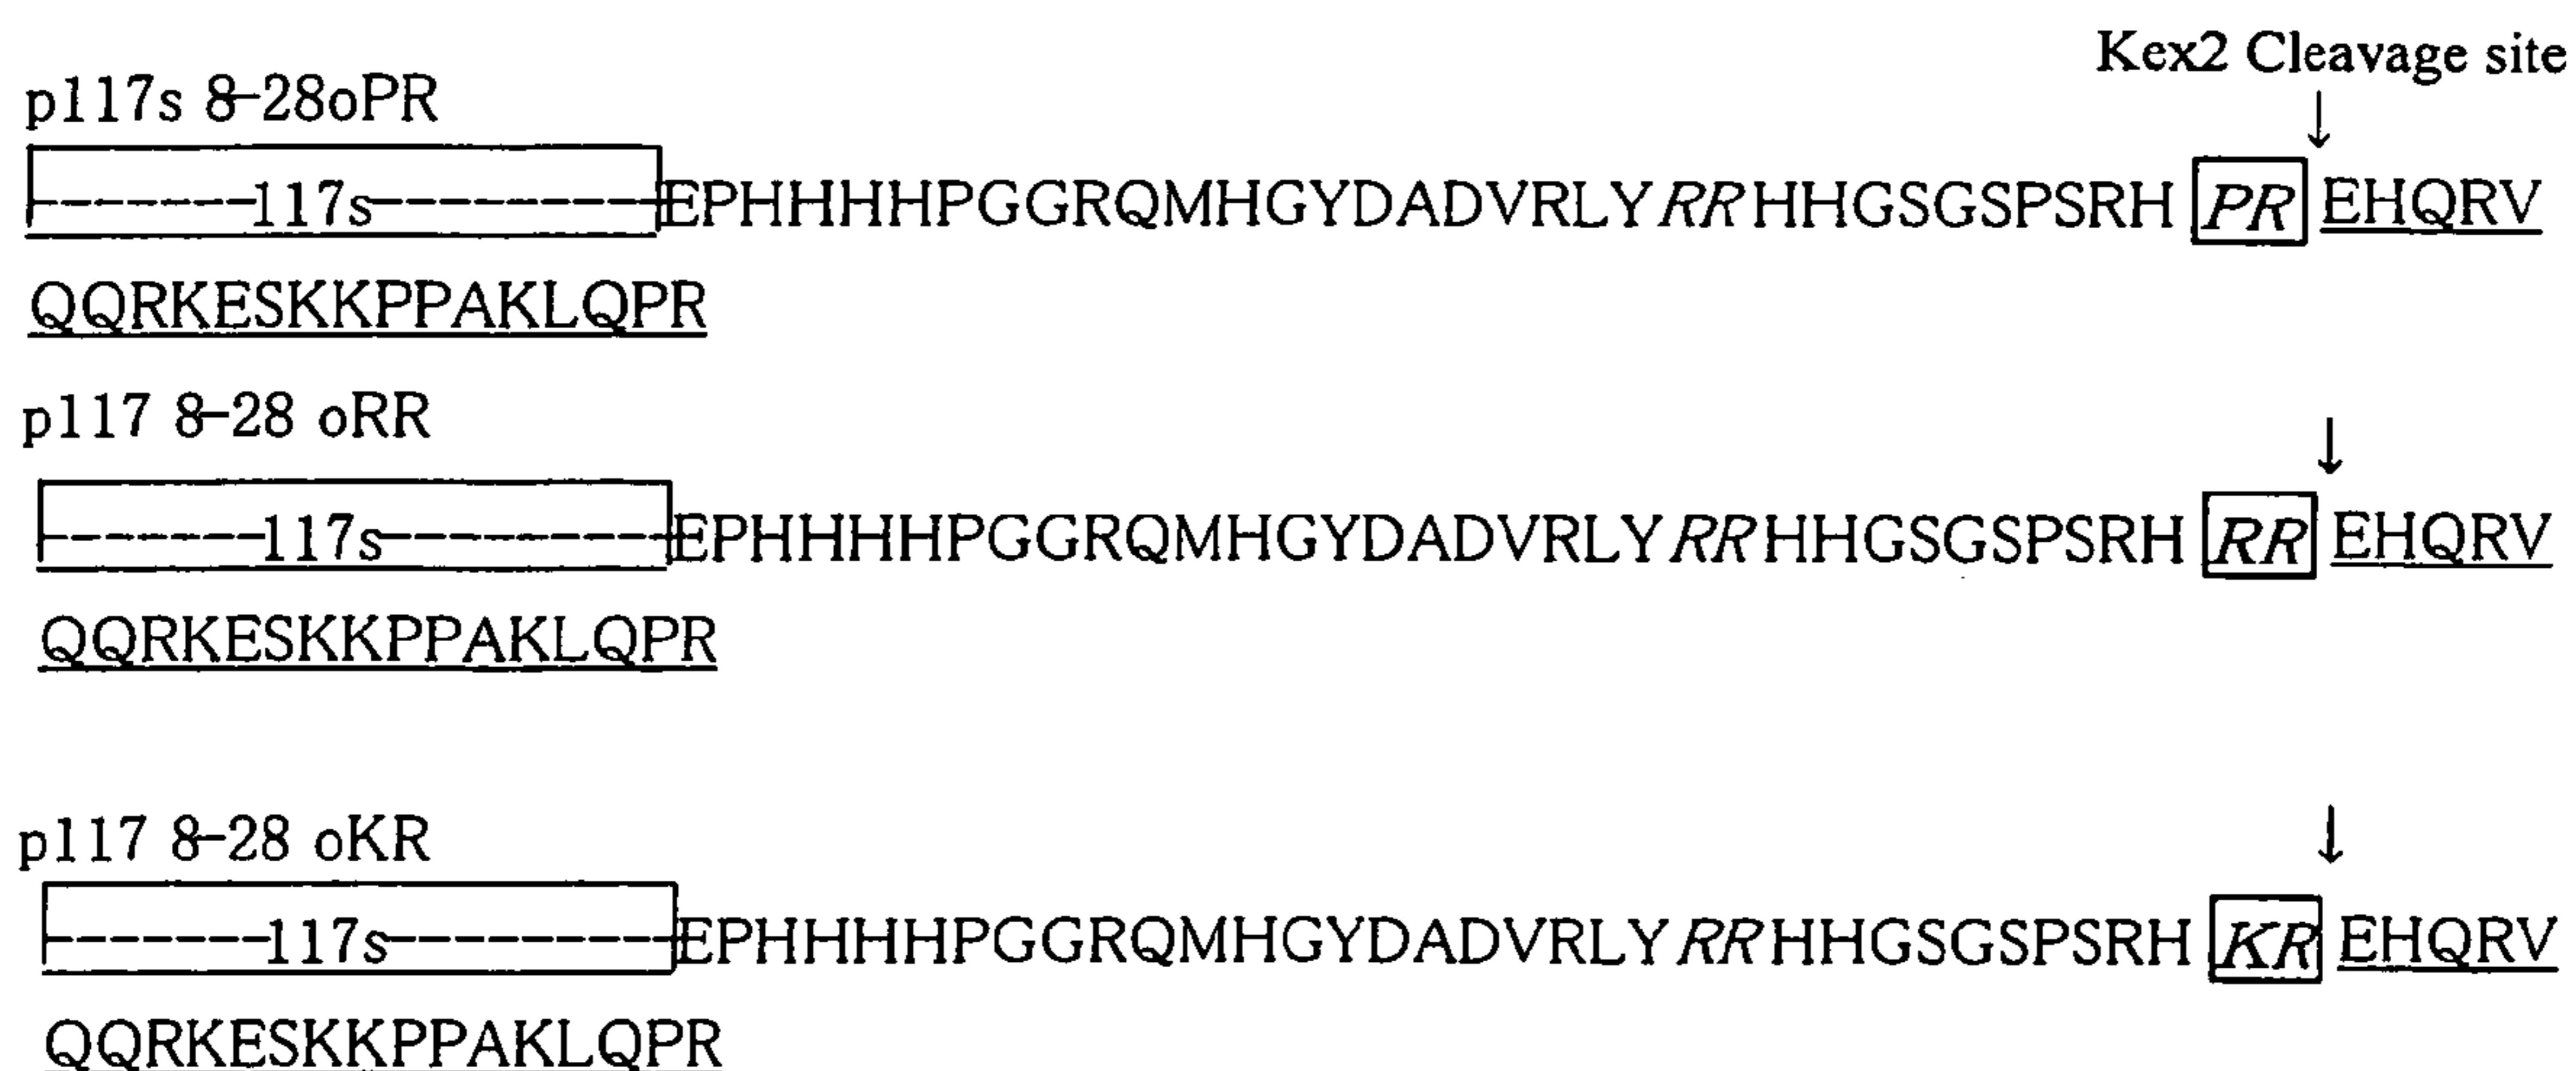 Kex2 Cleavage site
p117s 8-28oPR ↓
-------117s---------EPHHHHPGGRQMHGYDADVRLYRRHHGSGSPSRH PR EHQRV
QQRKESKKPPAKLQPR
p117 8-28 oRR ↓
-------117s---------EPHHHHPGGRQMHGYDADVRLYRRHHGSGSPSRH RR EHQRV
QQRKESKKPPAKLQPR
p117 8-28 oKR ↓
-------117s---------EPHHHHPGGRQMHGYDADVRLYRRHHGSGSPSRH KR EHQRV
QQRKESKKPPAKLQPR